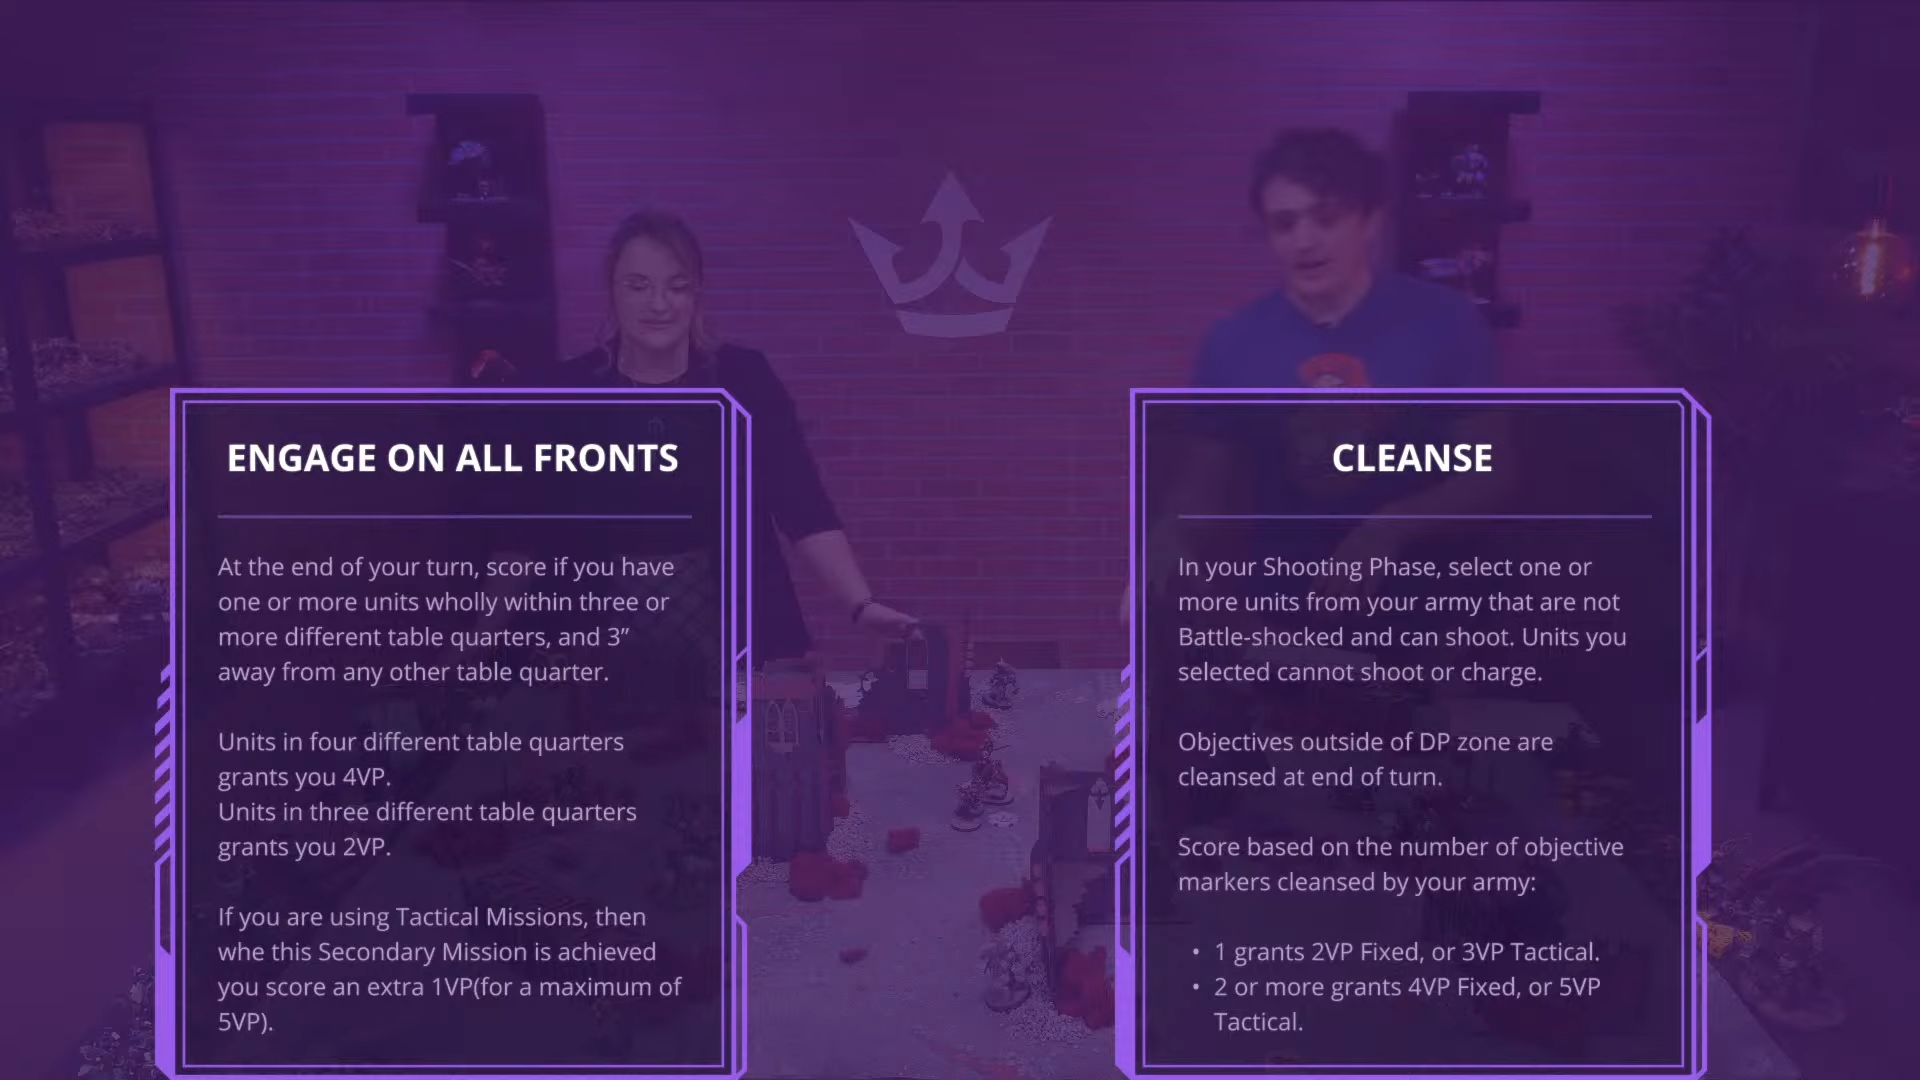 ENGAGE ON ALL FRONTS
At the end of your turn, score if you have
one or more units wholly within three or
more different table quarters, and 3”
away from any other table quarter.
Units in four different table quarters
grants you 4VP.
Units in three different table quarters
grants you 2VP.
If you are using Tactical Missions, then
whe this Secondary Mission is achieved
you score an extra 1VP(for a maximum of
5VP).
CLEANSE
In your Shooting Phase, select one or
more units from your army that are not
Battle-shocked and can shoot. Units you
selected cannot shoot or charge.
Objectives outside of DP zone are
cleansed at end of turn.
Score based on the number of objective
markers cleansed by your army:
• 1 grants 2VP Fixed, or 3VP Tactical.
• 2 or more grants 4VP Fixed, or 5VP
Tactical.